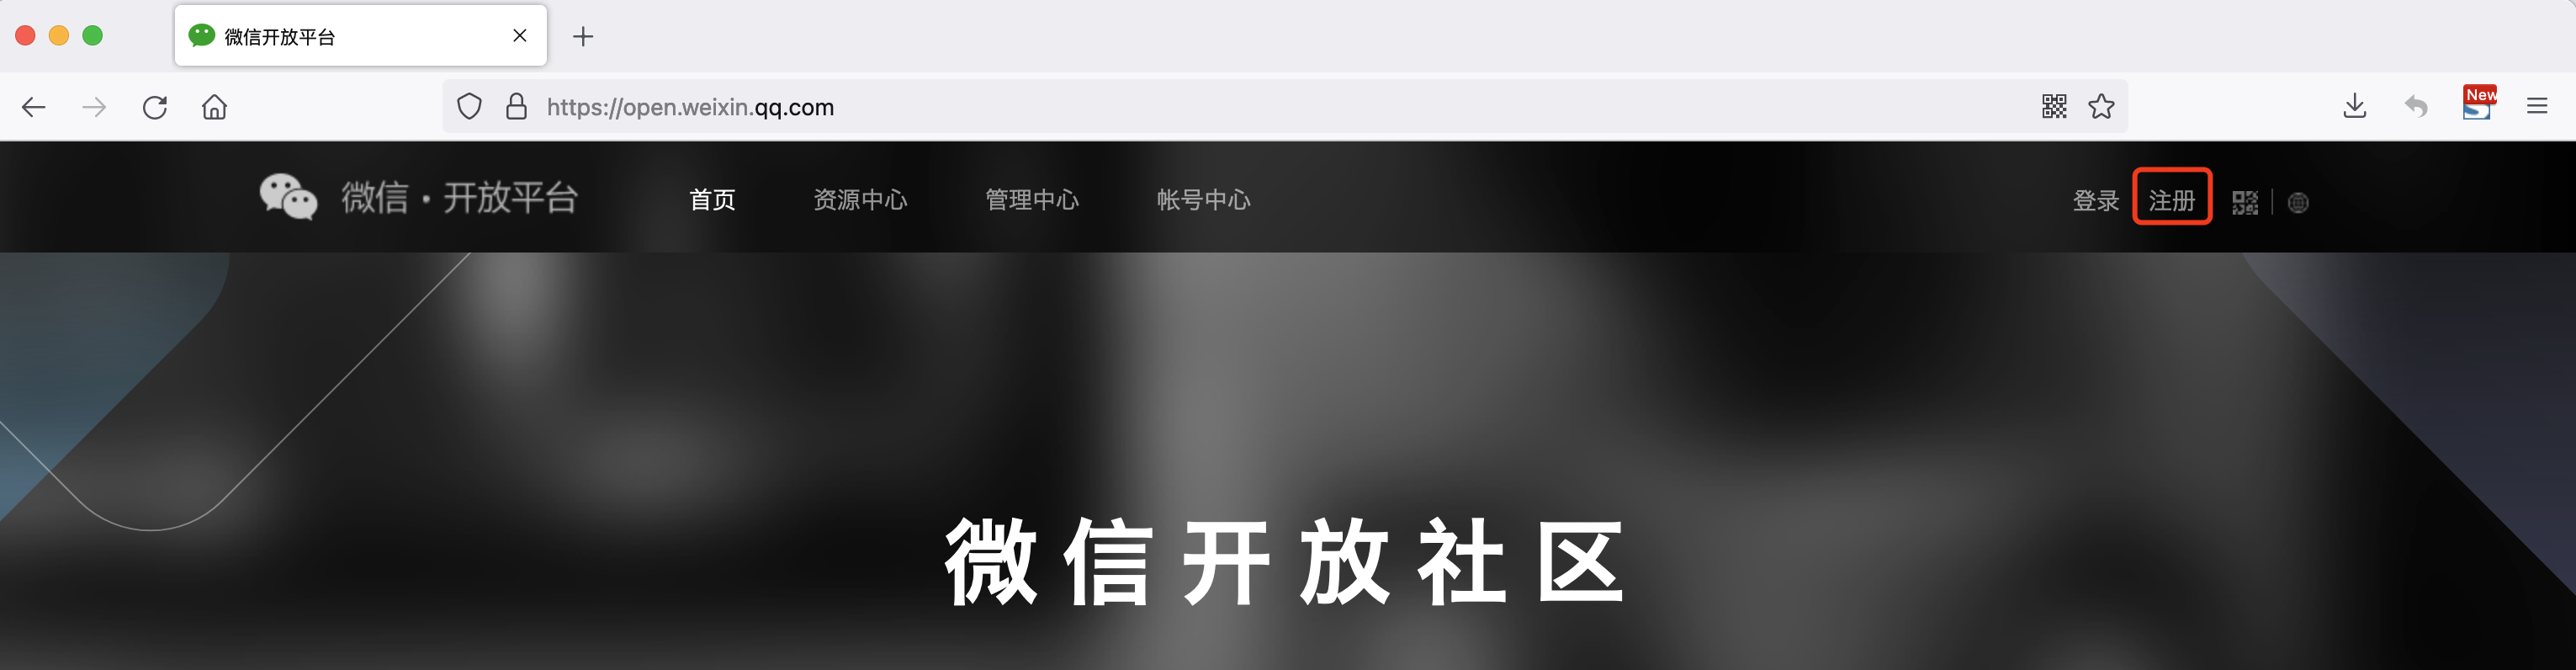 微信开放平台
https://open.weixin.qq.com
New
微信·开放平台 首页 资源中心 管理中心 帐号中心 登录 注册
微信开放社区